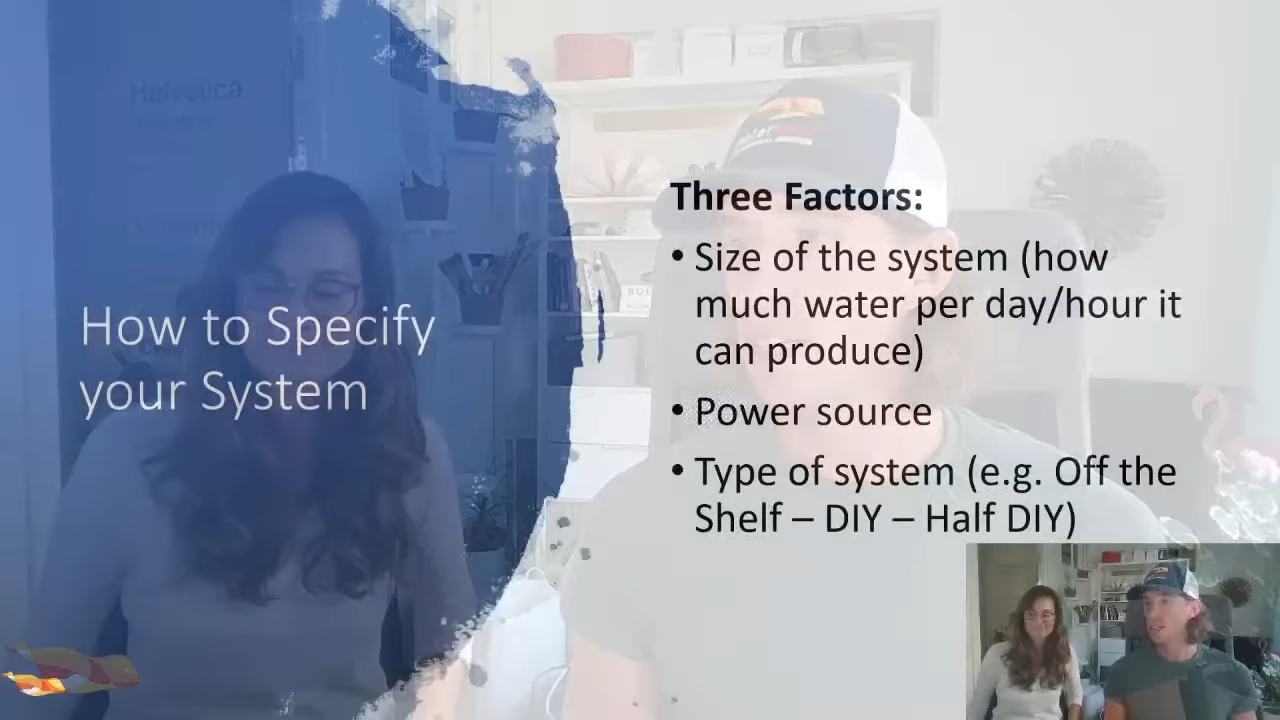 Helvetica
How to Specify
your System
Three Factors:
• Size of the system (how
much water per day/hour it
can produce)
• Power source
• Type of system (e.g. Off the
Shelf – DIY – Half DIY)